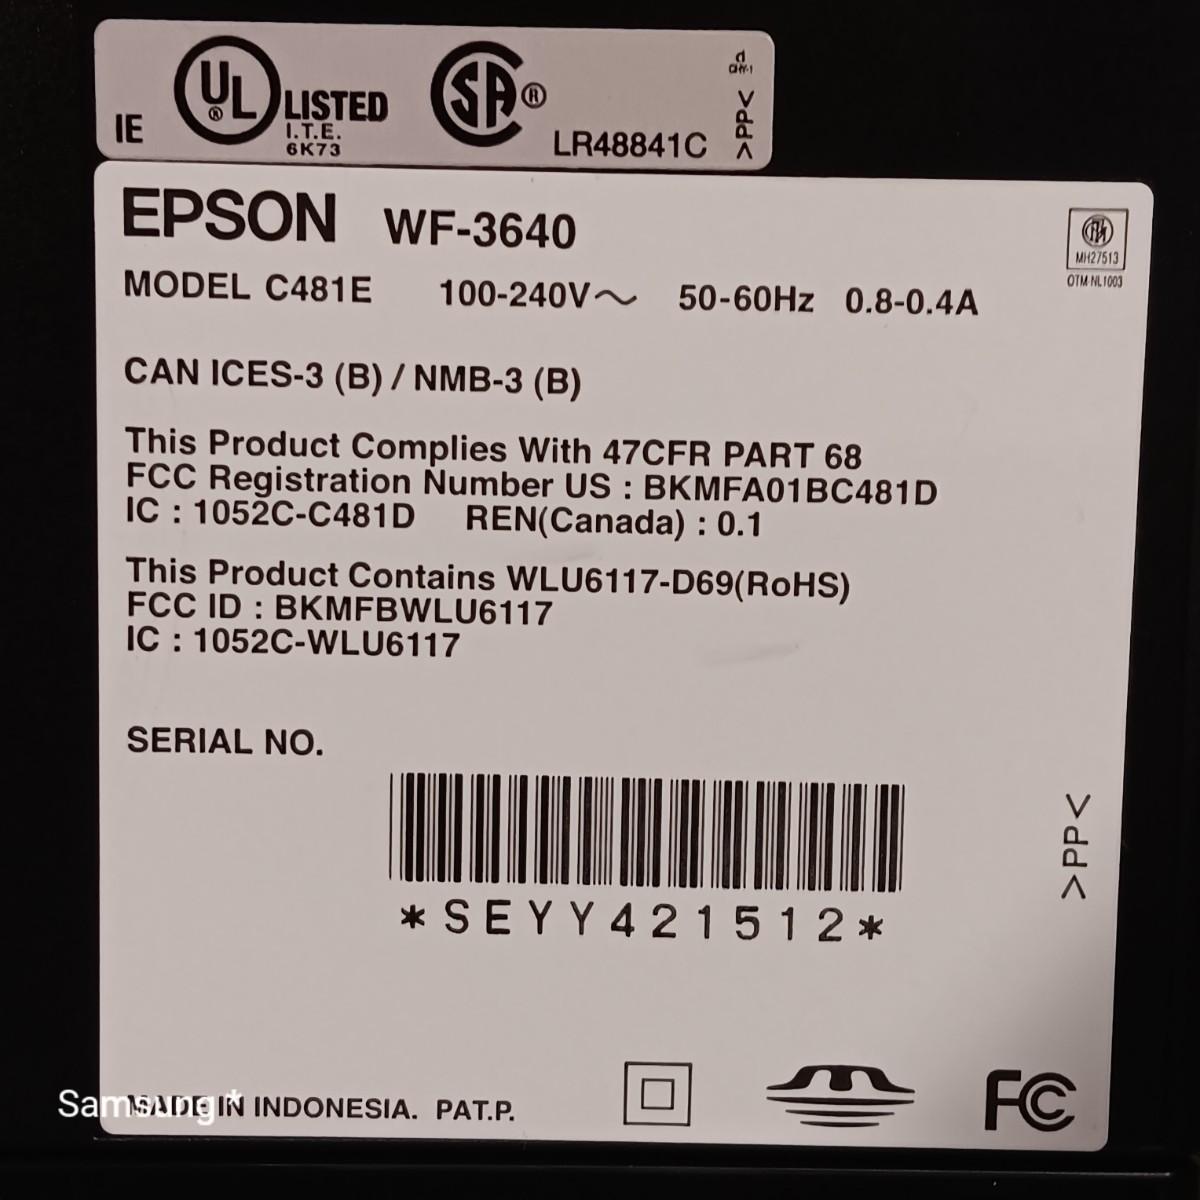 IE
UL
®
LISTED
I.T.E.
6K73
SA®
LR48841C
>PP<
EPSON WF-3640
MH27513
OTM-NL1003
MODEL C481E 100-240V～ 50-60Hz 0.8-0.4A
CAN ICES-3 (B) / NMB-3 (B)
This Product Complies With 47CFR PART 68
FCC Registration Number US : BKMFA01BC481D
IC : 1052C-C481D REN(Canada) : 0.1
This Product Contains WLU6117-D69(RoHS)
FCC ID : BKMFBWLU6117
IC : 1052C-WLU6117
SERIAL NO.
*SEYY421512*
>PP<
MADE IN INDONESIA. PAT.P.
FC
Samsung*